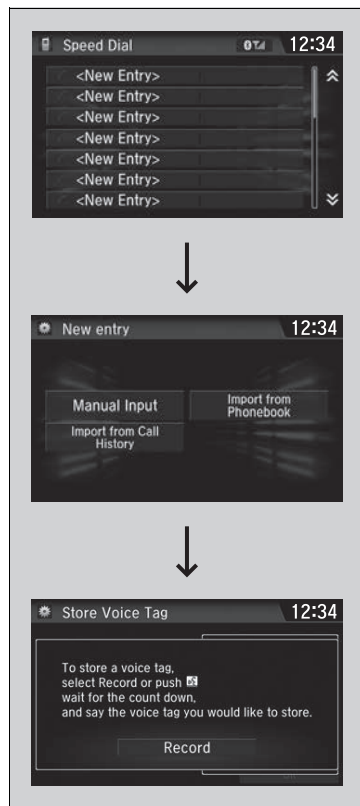 Speed Dial 12:34
<New Entry>
<New Entry>
<New Entry>
<New Entry>
<New Entry>
<New Entry>
<New Entry>
New entry 12:34
Manual Input
Import from
Phonebook
Import from Call
History
Store Voice Tag 12:34
To store a voice tag,
select Record or push
wait for the count down,
and say the voice tag you would like to store.
Record